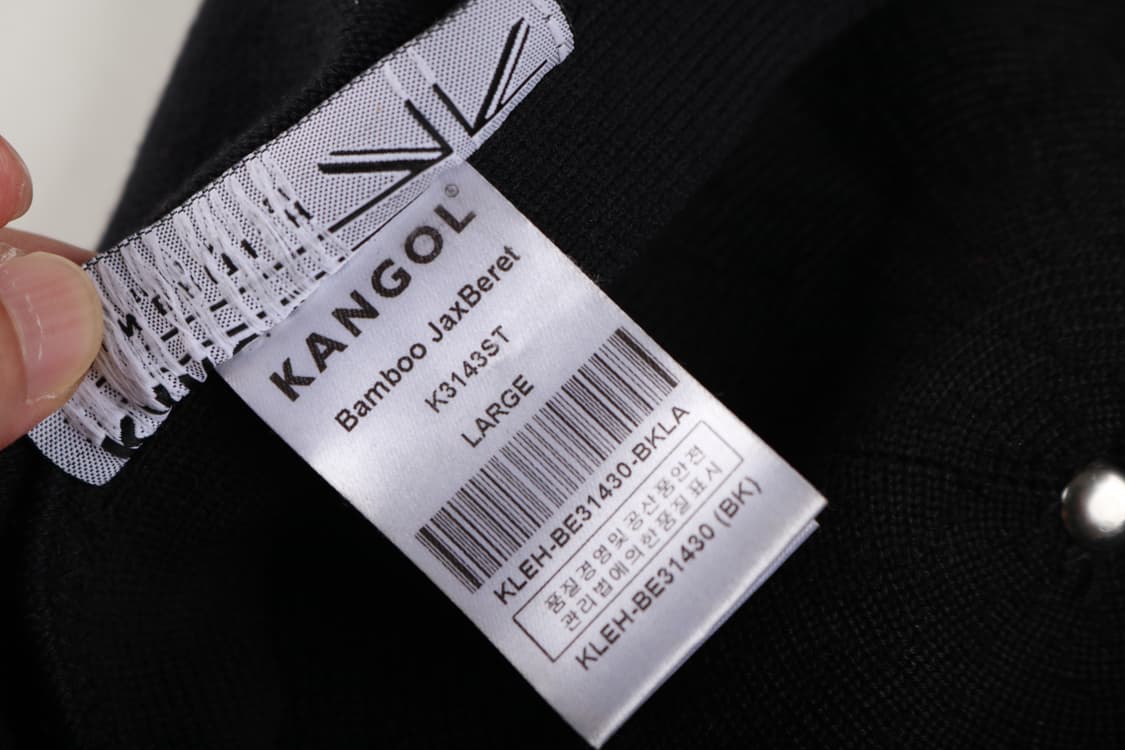 KANGOL®
Bamboo JaxBeret
K3143ST
LARGE
KLEH-BE31430-BKLA
품질경영및공산품안전
관리법에의한품질표시
KLEH-BE31430 (BK)